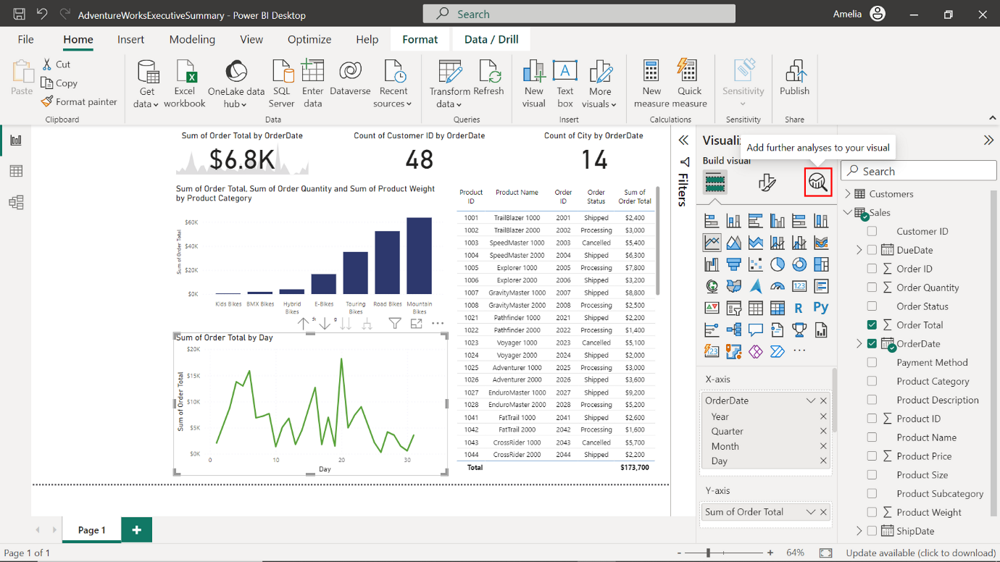 AdventureWorksExecutiveSummary - Power BI Desktop
Search
Amelia
File Home Insert Modeling View Optimize Help Format Data / Drill
Paste
Cut
Copy
Format painter
Clipboard
Get data
Excel workbook
OneLake data hub
SQL Server
Enter data
Dataverse
Recent sources
Data
Transform data
Refresh
Queries
New visual
Text box
More visuals
Insert
New measure
Quick measure
Calculations
Sensitivity
Sensitivity
Publish
Share
Sum of Order Total by OrderDate
$6.8K
Count of Customer ID by OrderDate
48
Count of City by OrderDate
14
Sum of Order Total, Sum of Order Quantity and Sum of Product Weight
by Product Category
Sum of Order Total
$60K
$40K
$20K
$0K
Kids Bikes
BMX Bikes
Hybrid Bikes
E-Bikes
Touring Bikes
Road Bikes
Mountain Bikes
Sum of Order Total by Day
Sum of Order Total
$20K
$15K
$10K
$5K
$0K
0 10 20 30
Day
Product ID Product Name Order ID Order Status Sum of Order Total
1001 TrailBlazer 1000 2001 Shipped $2,400
1002 TrailBlazer 2000 2002 Processing $3,000
1003 SpeedMaster 1000 2003 Cancelled $5,400
1004 SpeedMaster 2000 2004 Shipped $6,300
1005 Explorer 1000 2005 Processing $7,800
1006 Explorer 2000 2006 Shipped $3,200
1007 GravityMaster 1000 2007 Shipped $8,800
1008 GravityMaster 2000 2008 Processing $2,500
1021 Pathfinder 1000 2021 Shipped $2,200
1022 Pathfinder 2000 2022 Processing $1,400
1023 Voyager 1000 2023 Cancelled $5,100
1024 Voyager 2000 2024 Shipped $2,000
1025 Adventurer 1000 2025 Processing $3,000
1026 Adventurer 2000 2026 Shipped $3,600
1027 EnduroMaster 1000 2027 Shipped $9,200
1028 EnduroMaster 2000 2028 Processing $5,200
1041 FatTrail 1000 2041 Shipped $2,600
1042 FatTrail 2000 2042 Processing $1,600
1043 CrossRider 1000 2043 Cancelled $5,700
1044 CrossRider 2000 2044 Shipped $2,200
Total $173,700
Filters
Visuali
Add further analyses to your visual
Build visual
123
R
Py
123
X-axis
OrderDate
Year
Quarter
Month
Day
Y-axis
Sum of Order Total
Search
Customers
Sales
Customer ID
DueDate
Order ID
Order Quantity
Order Status
Order Total
OrderDate
Payment Method
Product Category
Product Description
Product ID
Product Name
Product Price
Product Size
Product Subcategory
Product Weight
ShipDate
Page 1
Page 1 of 1
- + 64%
Update available (click to download)